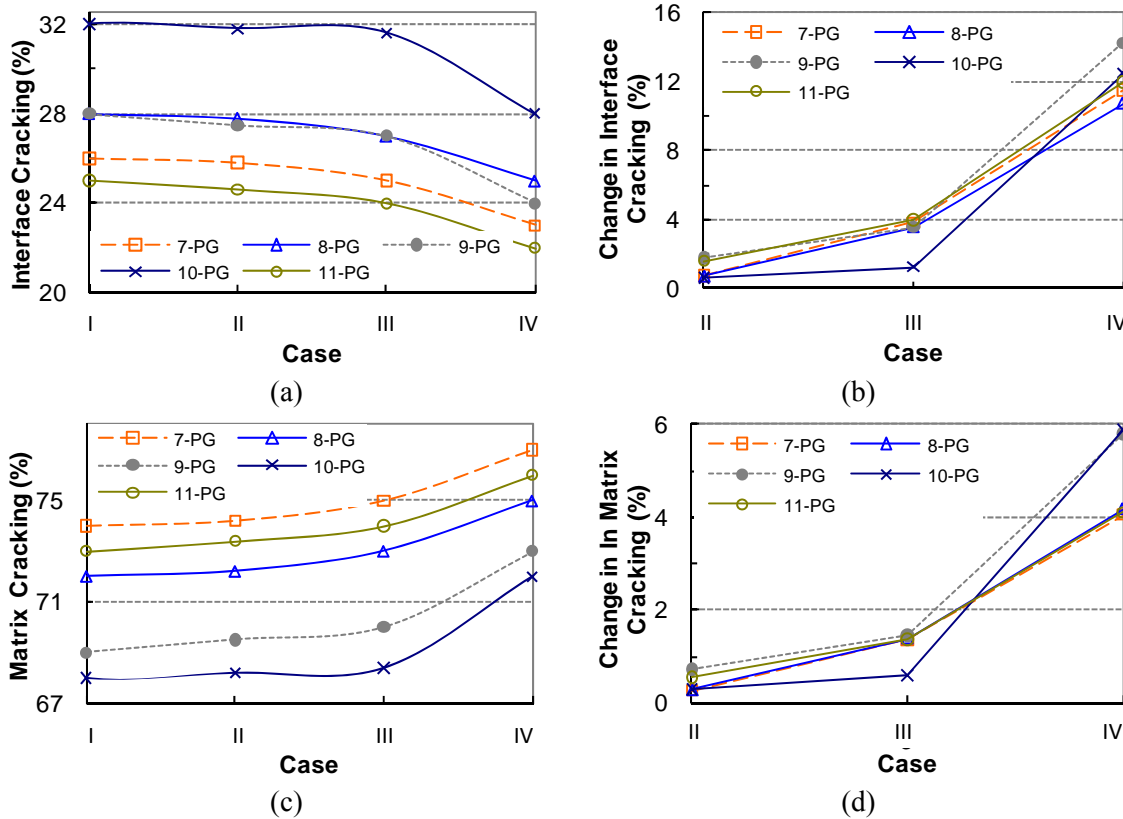 Interface Cracking (%)
32
28
24
20
7-PG 8-PG 9-PG
10-PG 11-PG
I II III IV
Case
(a)
Change in Interface
Cracking (%)
16
12
8
4
0
7-PG 8-PG
9-PG 10-PG
11-PG
II III IV
Case
(b)
Matrix Cracking (%)
75
71
67
7-PG 8-PG
9-PG 10-PG
11-PG
I II III IV
Case
(c)
Change in In Matrix
Cracking (%)
6
4
2
0
7-PG 8-PG
9-PG 10-PG
11-PG
II III IV
Case
(d)